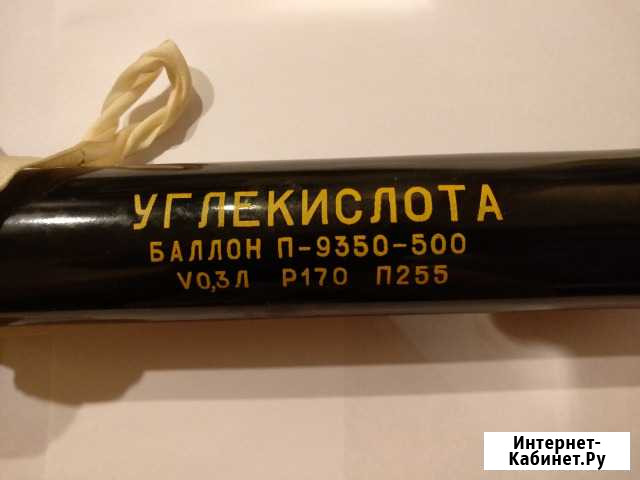 УГЛЕКИСЛОТА
БАЛЛОН П-9350-500
V0,3Л Р170 П255
Интернет-
Кабинет.Ру